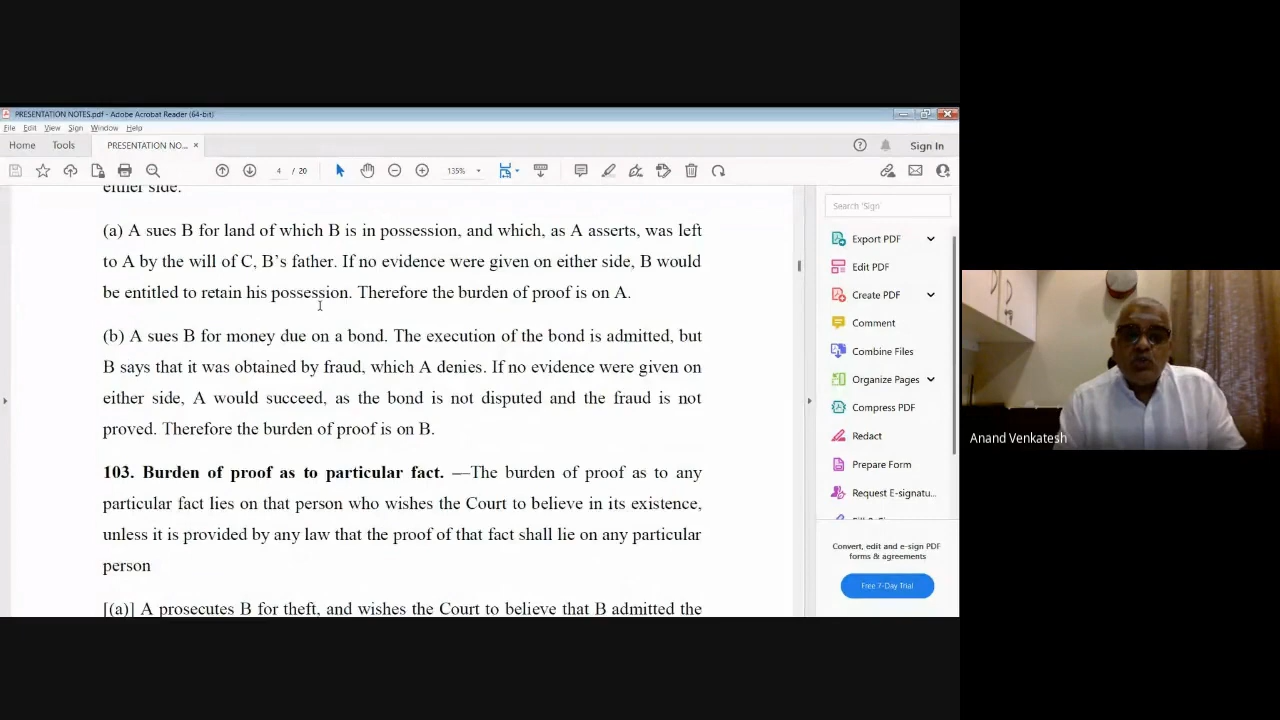 PRESENTATION NOTES.pdf - Adobe Acrobat Reader (64-bit)
File Edit View Sign Window Help
Home Tools PRESENTATION NO... ×
Sign In
4 / 20
135%
either side.
(a) A sues B for land of which B is in possession, and which, as A asserts, was left
to A by the will of C, B's father. If no evidence were given on either side, B would
be entitled to retain his possession. Therefore the burden of proof is on A.
(b) A sues B for money due on a bond. The execution of the bond is admitted, but
B says that it was obtained by fraud, which A denies. If no evidence were given on
either side, A would succeed, as the bond is not disputed and the fraud is not
proved. Therefore the burden of proof is on B.
103. Burden of proof as to particular fact. —The burden of proof as to any
particular fact lies on that person who wishes the Court to believe in its existence,
unless it is provided by any law that the proof of that fact shall lie on any particular
person
[(a)] A prosecutes B for theft, and wishes the Court to believe that B admitted the
Search 'Sign'
Export PDF
Edit PDF
Create PDF
Comment
Combine Files
Organize Pages
Compress PDF
Redact
Prepare Form
Request E-signatu...
Convert, edit and e-sign PDF
forms & agreements
Free 7-Day Trial
Anand Venkatesh